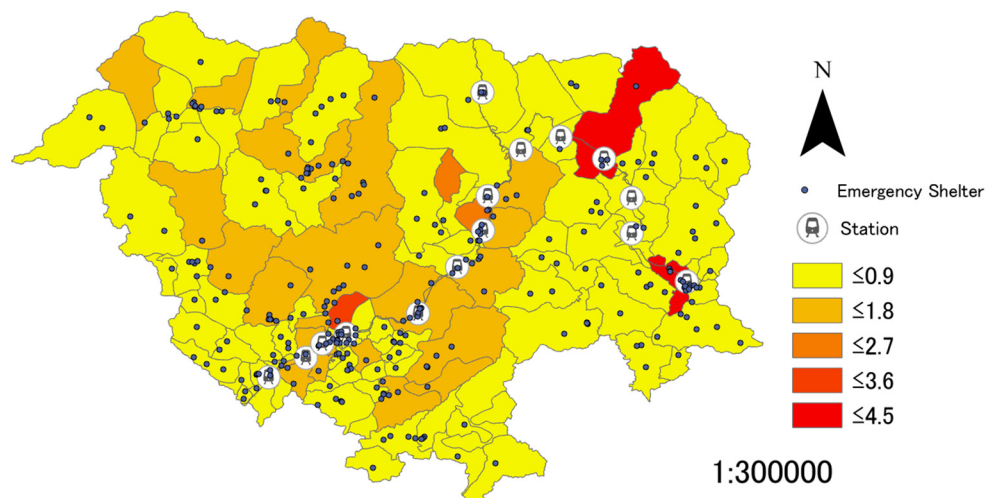 N
Emergency Shelter
Station
≤0.9
≤1.8
≤2.7
≤3.6
≤4.5
1:300000